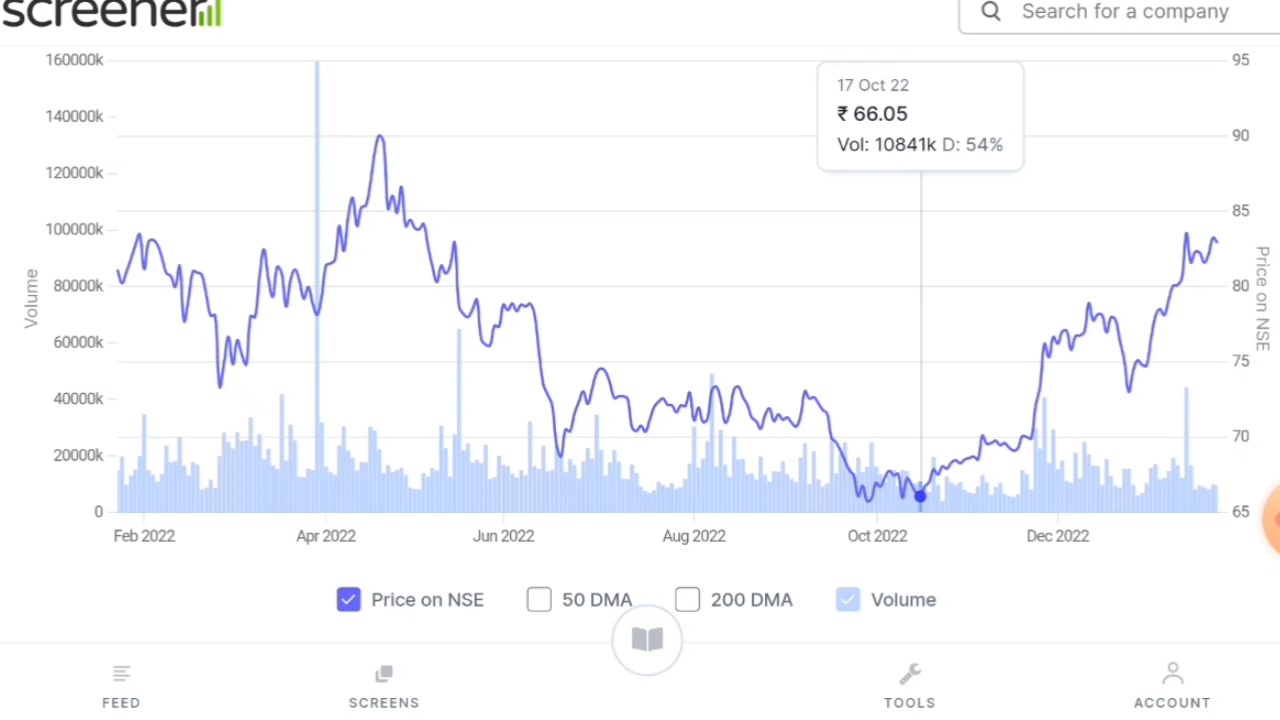 screener
Search for a company
160000k
140000k
120000k
100000k
80000k
60000k
40000k
20000k
0
Volume
95
90
85
80
75
70
65
Price on NSE
17 Oct 22
₹ 66.05
Vol: 10841k D: 54%
Feb 2022 Apr 2022 Jun 2022 Aug 2022 Oct 2022 Dec 2022
Price on NSE 50 DMA 200 DMA Volume
FEED SCREENS TOOLS ACCOUNT